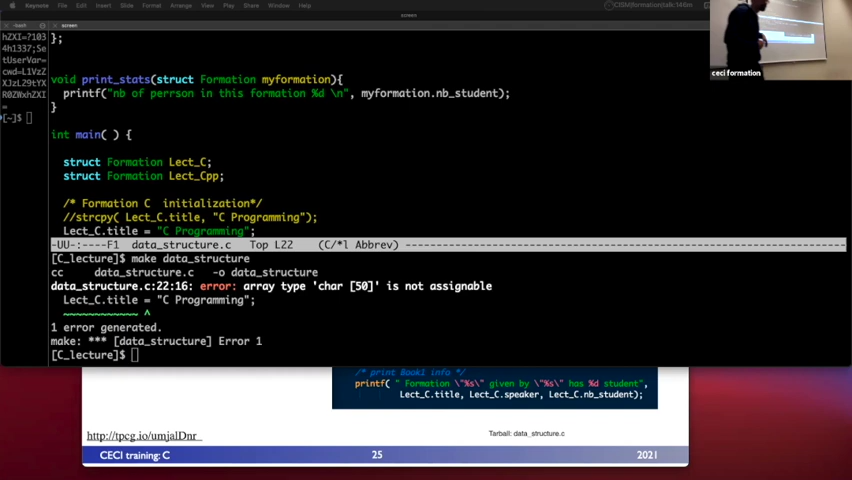 Keynote File Edit Insert Slide Format Arrange View Play Share Window Help
screen
-bash
screen
hZXI=?103
4h1337;Se
tUserVar=
cwd=L1VzZ
XJzL29tYX
R0ZWxhZXI
=
[~]$
};
void print_stats(struct Formation myformation){
printf("nb of perrson in this formation %d \n", myformation.nb_student);
}
int main( ) {
struct Formation Lect_C;
struct Formation Lect_Cpp;
/* Formation C initialization*/
//strcpy( Lect_C.title, "C Programming");
Lect_C.title = "C Programming";
-UU-:----F1 data_structure.c Top L22 (C/*l Abbrev)
[C_lecture]$ make data_structure
cc data_structure.c -o data_structure
data_structure.c:22:16: error: array type 'char [50]' is not assignable
Lect_C.title = "C Programming";
~~~~~~~~~~~~ ^
1 error generated.
make: *** [data_structure] Error 1
[C_lecture]$
ceci formation
/* print Book1 info */
printf( " Formation \"%s\" given by \"%s\" has %d student",
Lect_C.title, Lect_C.speaker, Lect_C.nb_student);
http://tpcg.io/umjalDnr
Tarball: data_structure.c
CECI training: C
25
2021